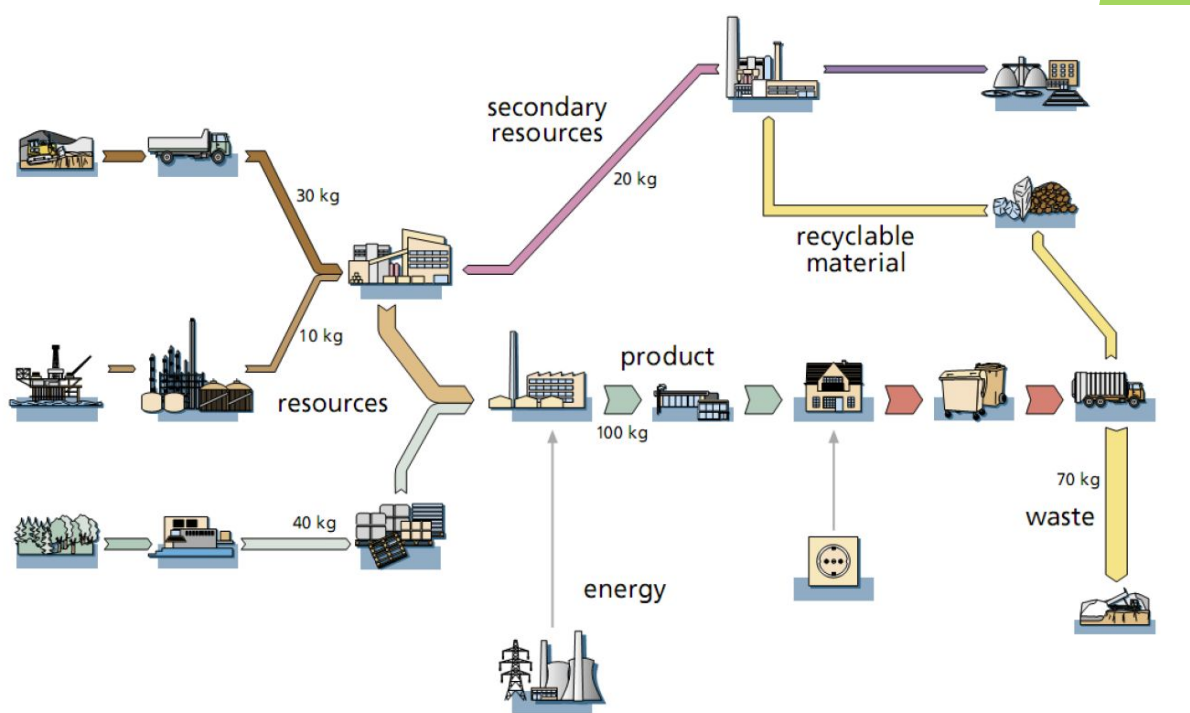 secondary
resources
20 kg
30 kg
recyclable
material
10 kg
resources
product
100 kg
70 kg
waste
40 kg
energy